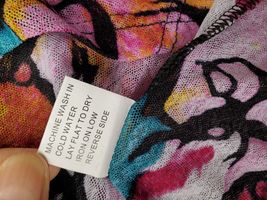 MACHINE WASH IN
COLD WATER
LAY FLAT TO DRY
IRON ON LOW
REVERSE SIDE